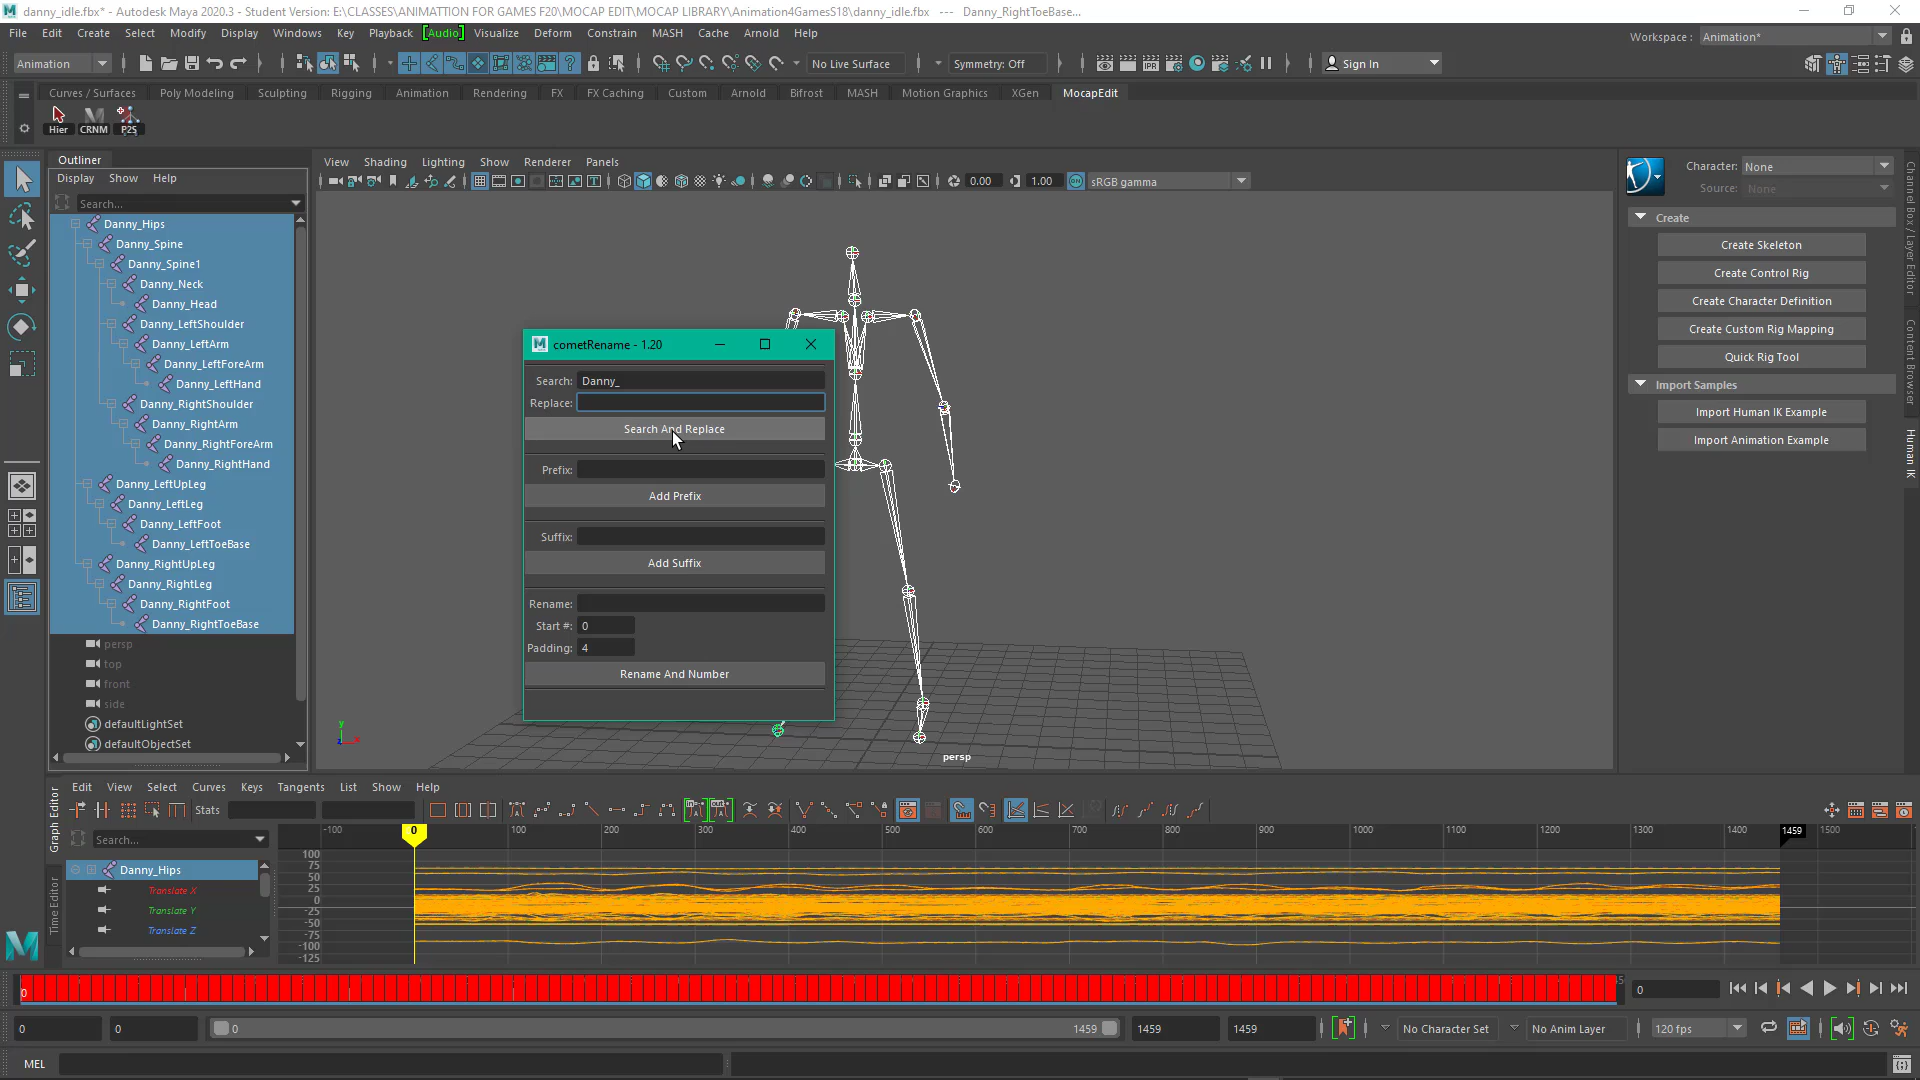 danny_idle.fbx* - Autodesk Maya 2020.3 - Student Version: E:\CLASSES\ANIMATTION FOR GAMES F20\MOCAP EDIT\MOCAP LIBRARY\Animation4GamesS18\danny_idle.fbx --- Danny_RightToeBase...
File Edit Create Select Modify Display Windows Key Playback [Audio] Visualize Deform Constrain MASH Cache Arnold Help
Workspace : Animation*
Animation No Live Surface Symmetry: Off Sign In
Curves / Surfaces Poly Modeling Sculpting Rigging Animation Rendering FX FX Caching Custom Arnold Bifrost MASH Motion Graphics XGen MocapEdit
Hier CRNM P2S
Outliner
Display Show Help
Search...
Danny_Hips
Danny_Spine
Danny_Spine1
Danny_Neck
Danny_Head
Danny_LeftShoulder
Danny_LeftArm
Danny_LeftForeArm
Danny_LeftHand
Danny_RightShoulder
Danny_RightArm
Danny_RightForeArm
Danny_RightHand
Danny_LeftUpLeg
Danny_LeftLeg
Danny_LeftFoot
Danny_LeftToeBase
Danny_RightUpLeg
Danny_RightLeg
Danny_RightFoot
Danny_RightToeBase
persp
top
front
side
defaultLightSet
defaultObjectSet
View Shading Lighting Show Renderer Panels
0.00 1.00 sRGB gamma
cometRename - 1.20
Search: Danny_
Replace:
Search And Replace
Prefix:
Add Prefix
Suffix:
Add Suffix
Rename:
Start #: 0
Padding: 4
Rename And Number
y
x
z
persp
Character: None
Source: None
Create
Create Skeleton
Create Control Rig
Create Character Definition
Create Custom Rig Mapping
Quick Rig Tool
Import Samples
Import Human IK Example
Import Animation Example
Channel Box / Layer Editor
Content Browser
Human IK
Graph Editor
Time Editor
Edit View Select Curves Keys Tangents List Show Help
Stats
Search...
Danny_Hips
Translate X
Translate Y
Translate Z
-100 0 100 200 300 400 500 600 700 800 900 1000 1100 1200 1300 1400 1459 1500
100
75
50
25
0
-25
-50
-75
-100
-125
0 0
0 0 0 1459 1459 1459 No Character Set No Anim Layer 120 fps
MEL